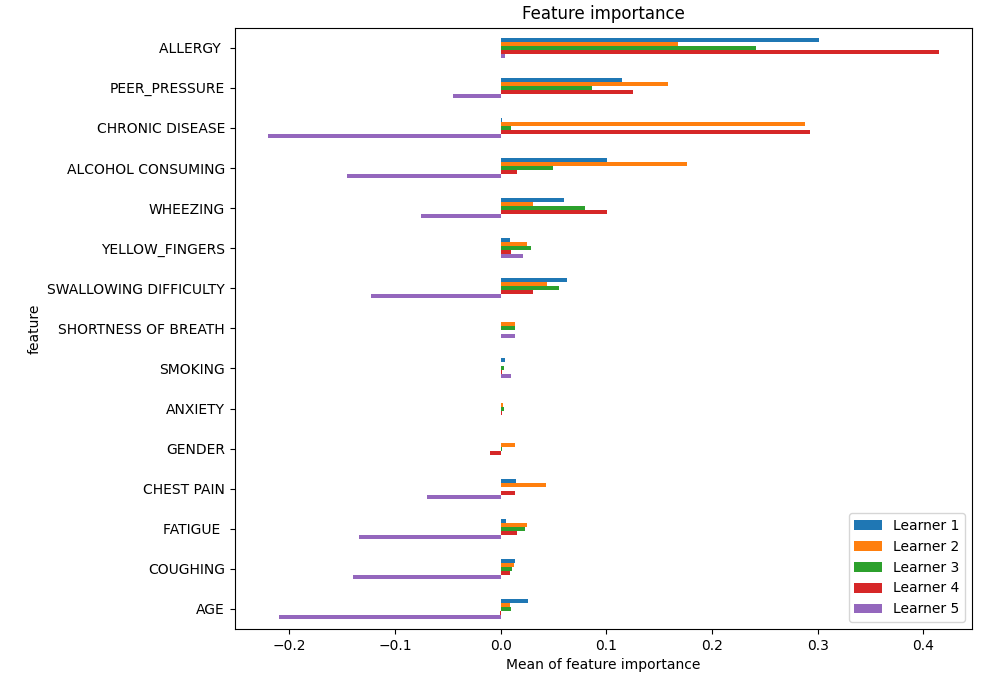 Feature importance
ALLERGY
PEER_PRESSURE
CHRONIC DISEASE
ALCOHOL CONSUMING
WHEEZING
YELLOW_FINGERS
SWALLOWING DIFFICULTY
SHORTNESS OF BREATH
SMOKING
ANXIETY
GENDER
CHEST PAIN
FATIGUE
COUGHING
AGE
feature
Learner 1
Learner 2
Learner 3
Learner 4
Learner 5
−0.2 −0.1 0.0 0.1 0.2 0.3 0.4
Mean of feature importance